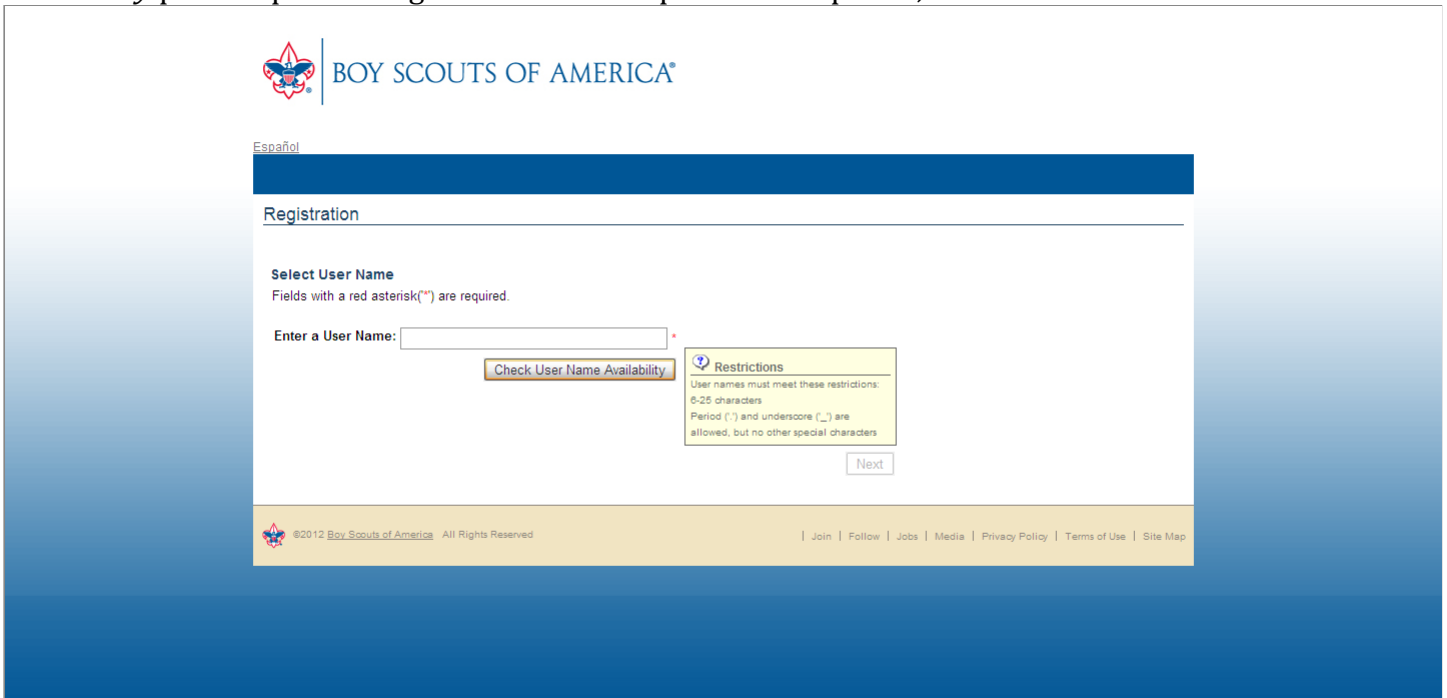 BOY SCOUTS OF AMERICA®
Español
Registration
Select User Name
Fields with a red asterisk('*') are required.
Enter a User Name: *
Check User Name Availability
Restrictions
User names must meet these restrictions:
6-25 characters
Period ('.') and underscore ('_') are
allowed, but no other special characters
Next
©2012 Boy Scouts of America All Rights Reserved
| Join | Follow | Jobs | Media | Privacy Policy | Terms of Use | Site Map